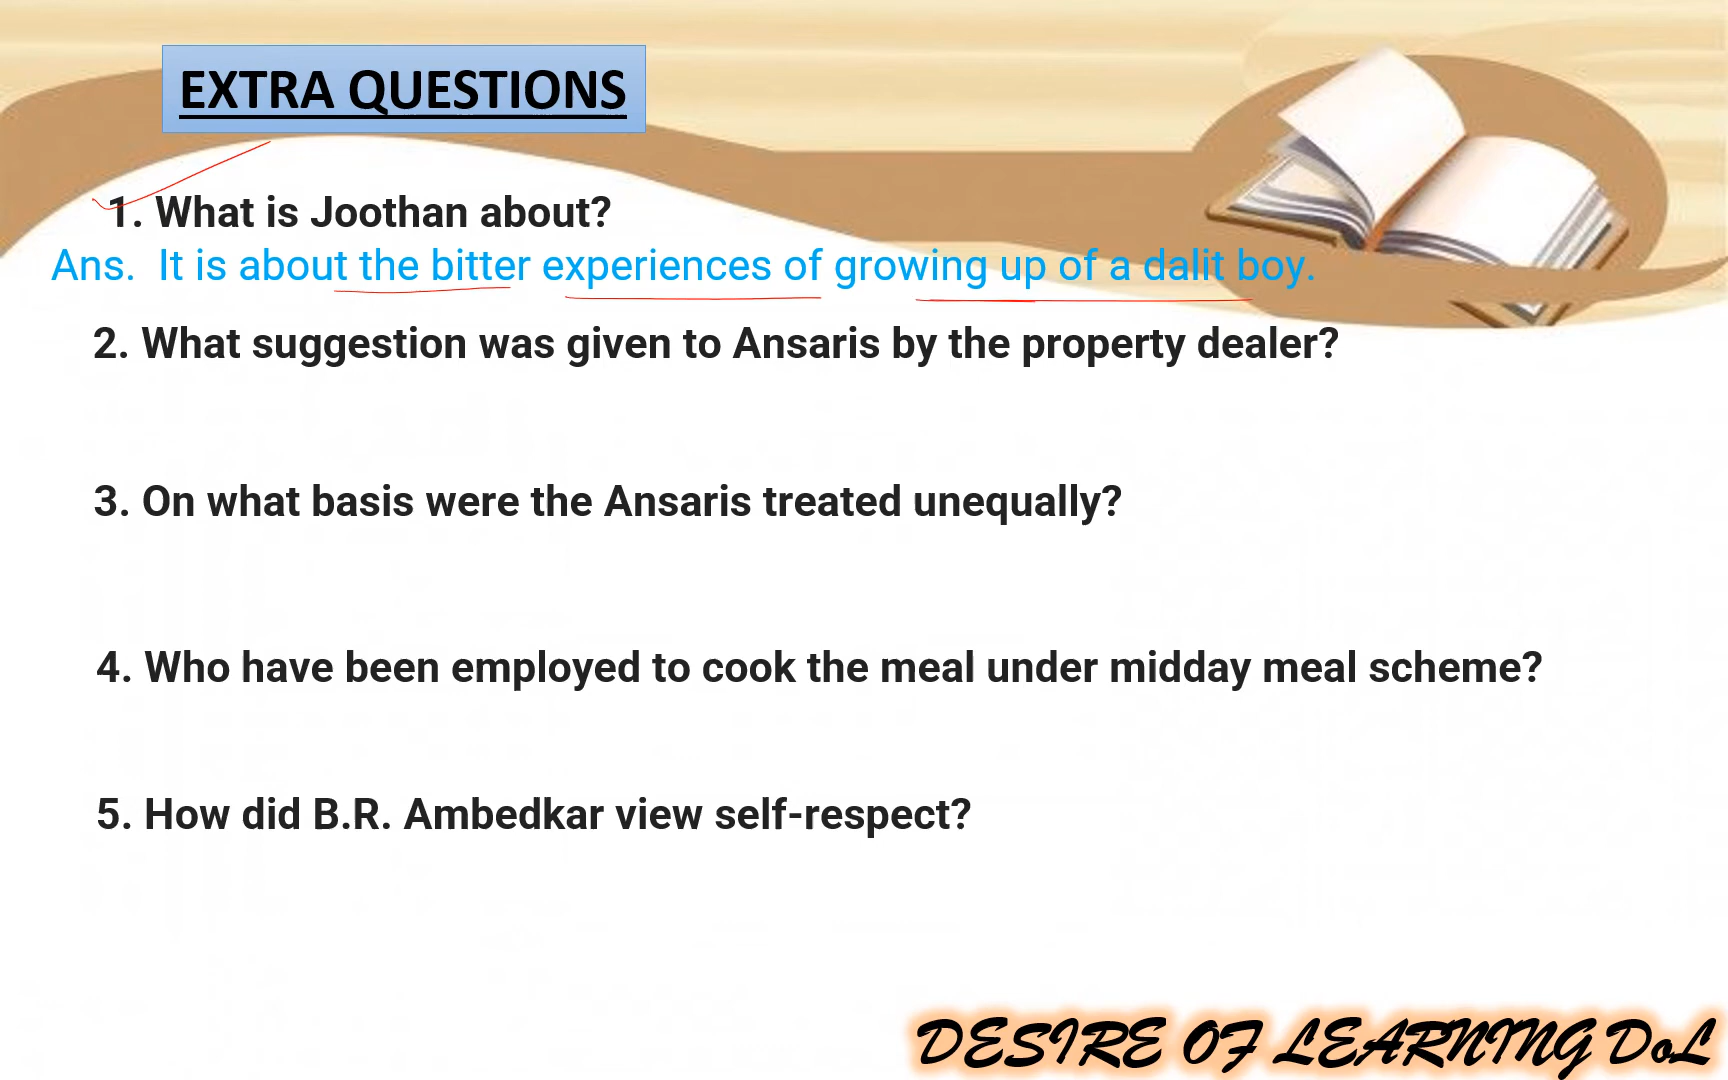 EXTRA QUESTIONS
1. What is Joothan about?
Ans. It is about the bitter experiences of growing up of a dalit boy.
2. What suggestion was given to Ansaris by the property dealer?
3. On what basis were the Ansaris treated unequally?
4. Who have been employed to cook the meal under midday meal scheme?
5. How did B.R. Ambedkar view self-respect?
DESIRE OF LEARNING DoL